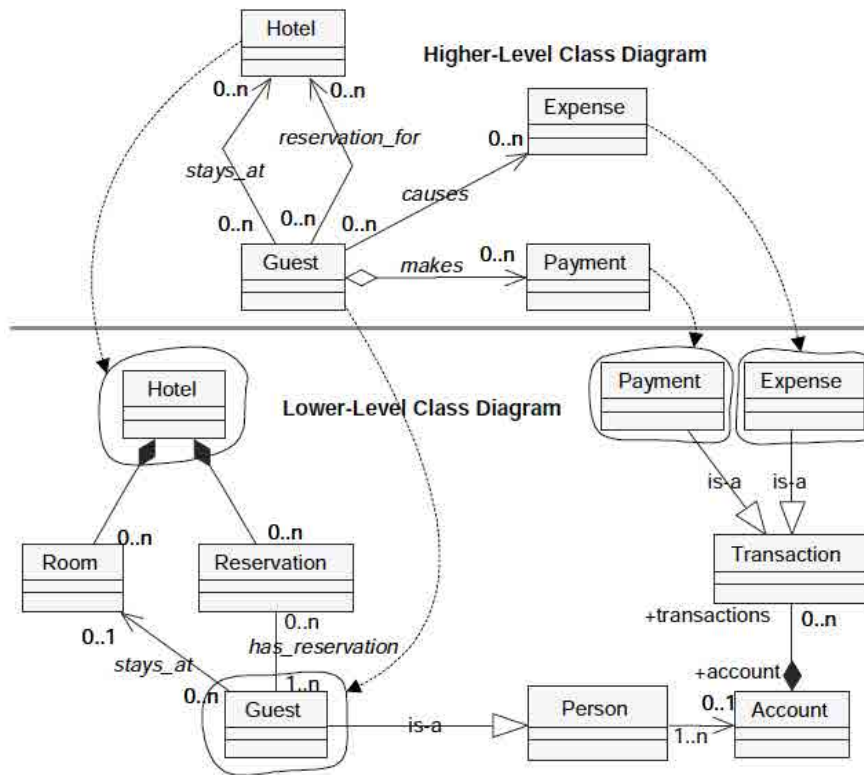 Hotel
Higher-Level Class Diagram
0..n
0..n
Expense
reservation_for
0..n
stays_at
causes
0..n
0..n
0..n
0..n
Guest
makes
Payment
Hotel
Payment
Expense
Lower-Level Class Diagram
is-a
is-a
0..n
0..n
Room
Reservation
Transaction
0..n
+transactions
0..n
0..1
has_reservation
stays_at
+account
0..n
1..n
0..1
Guest
is-a
Person
Account
1..n